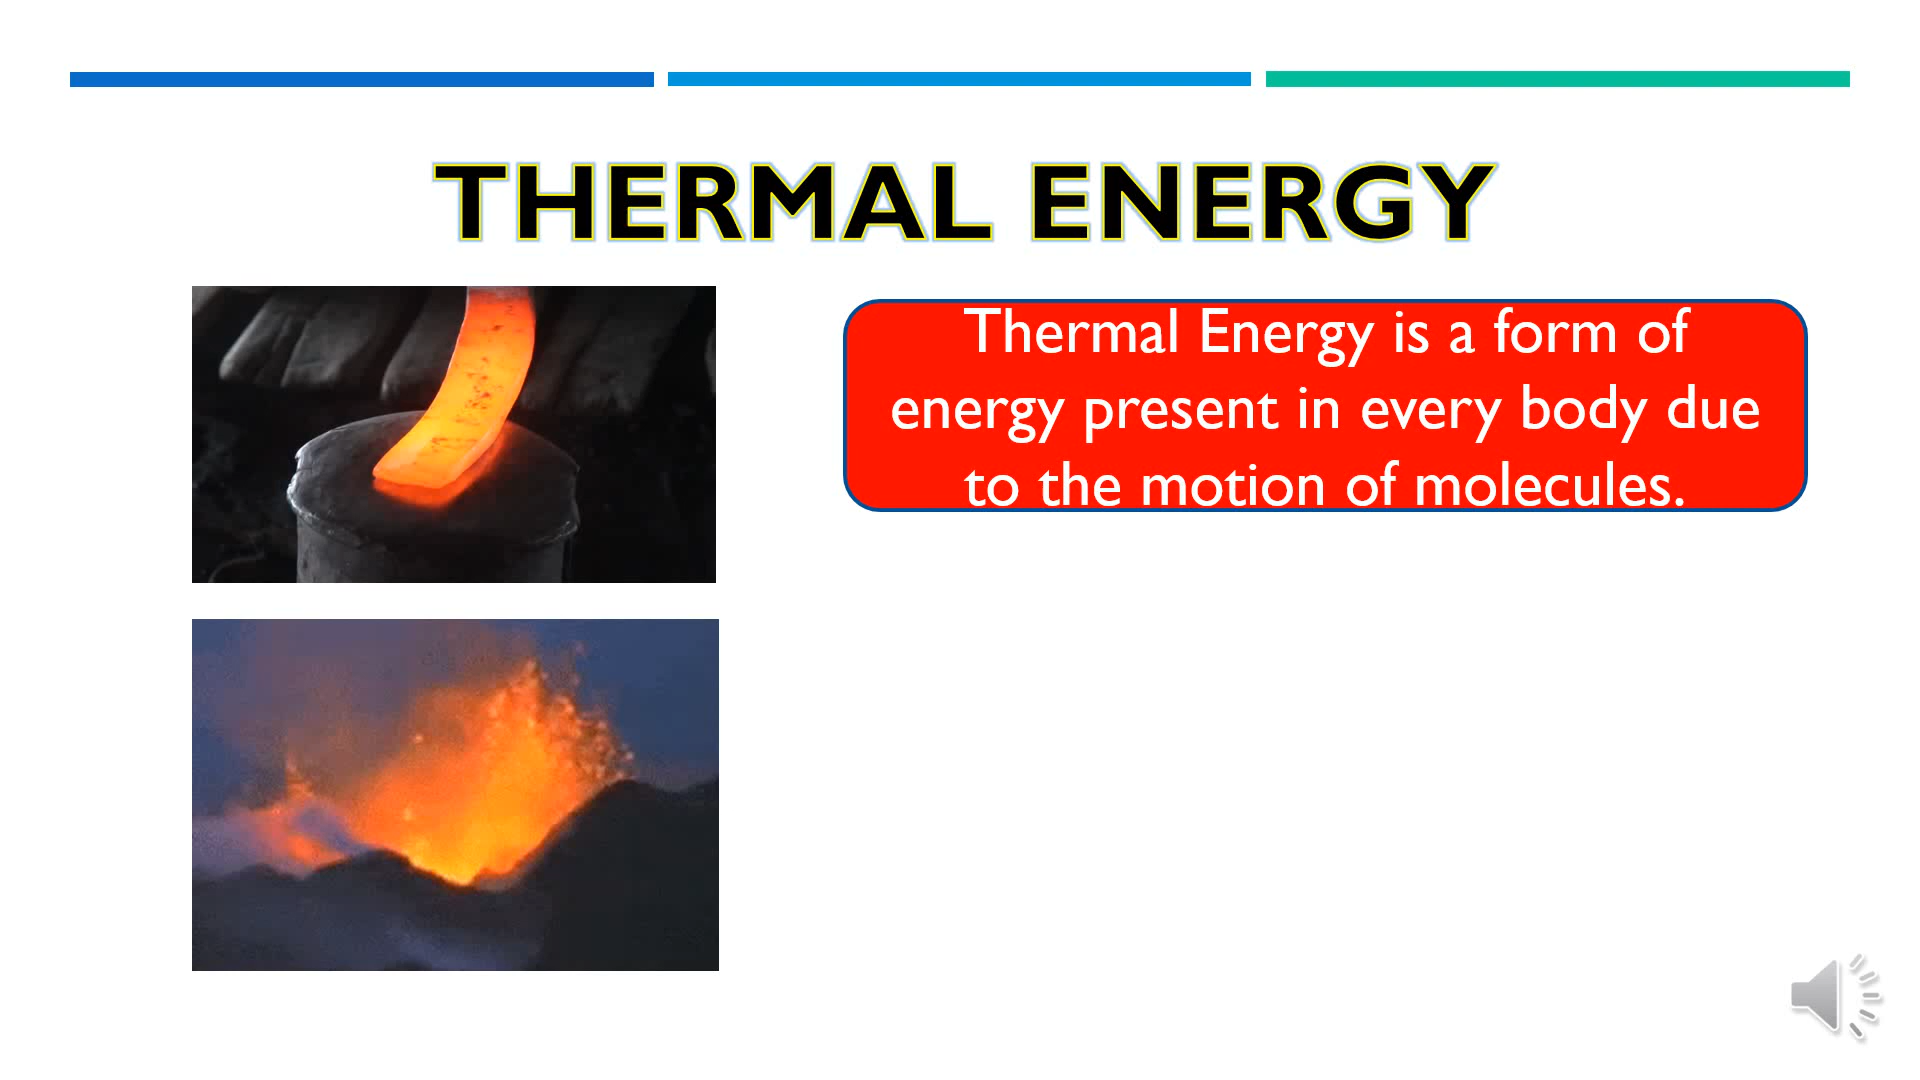 THERMAL ENERGY
Thermal Energy is a form of
energy present in every body due
to the motion of molecules.